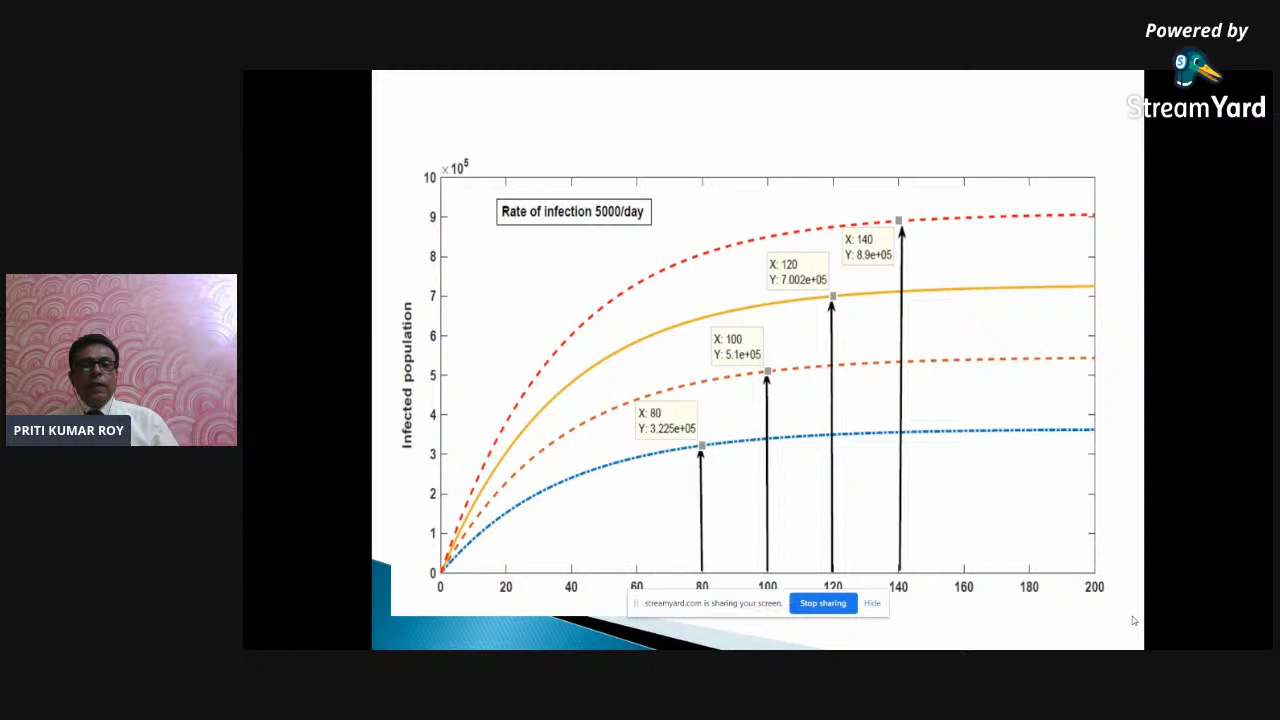 Powered by
StreamYard
×10⁵
10
9
8
7
6
5
4
3
2
1
0
Infected population
Rate of infection 5000/day
X: 140
Y: 8.9e+05
X: 120
Y: 7.002e+05
X: 100
Y: 5.1e+05
X: 80
Y: 3.225e+05
0 20 40 60 80 100 120 140 160 180 200
streamyard.com is sharing your screen. Stop sharing Hide
PRITI KUMAR ROY